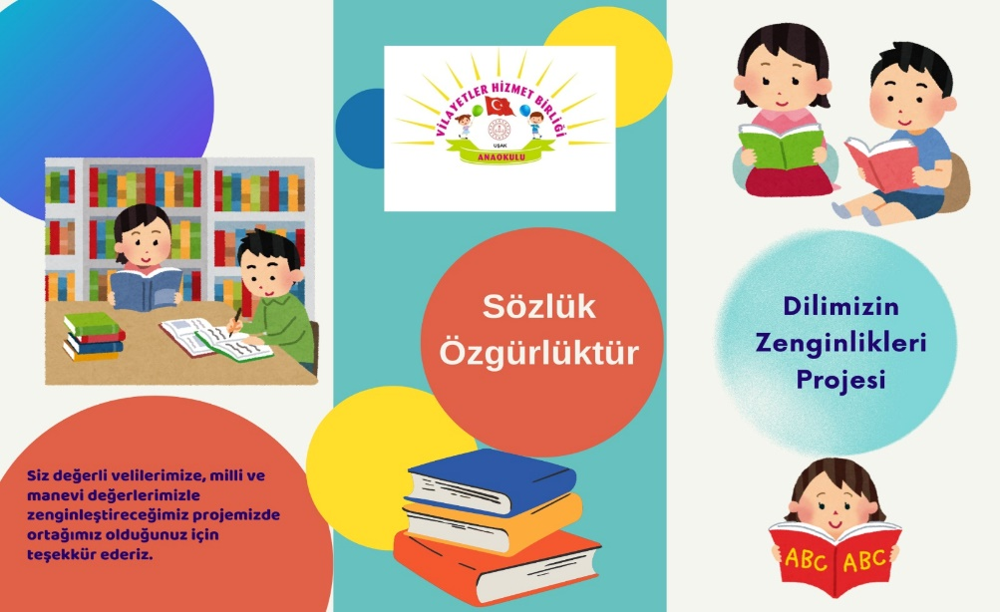 Siz değerli velilerimize, milli ve
manevi değerlerimizle
zenginleştireceğimiz projemizde
ortağımız olduğunuz için
teşekkür ederiz.
VİLAYETLER HİZMET BİRLİĞİ
UŞAK
ANAOKULU
Sözlük
Özgürlüktür
Dilimizin
Zenginlikleri
Projesi
ABC ABC